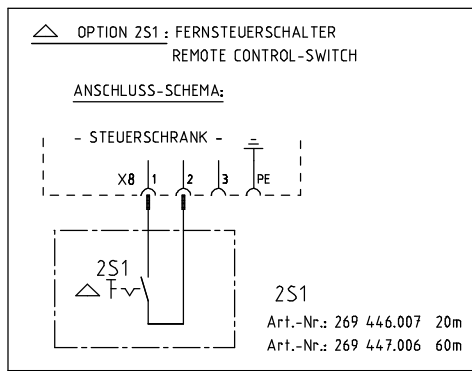 OPTION 2S1 : FERNSTEUERSCHALTER
REMOTE CONTROL-SWITCH
ANSCHLUSS-SCHEMA:
- STEUERSCHRANK -
X8 1 2 3 PE
2S1
2S1
Art.-Nr.: 269 446.007 20m
Art.-Nr.: 269 447.006 60m